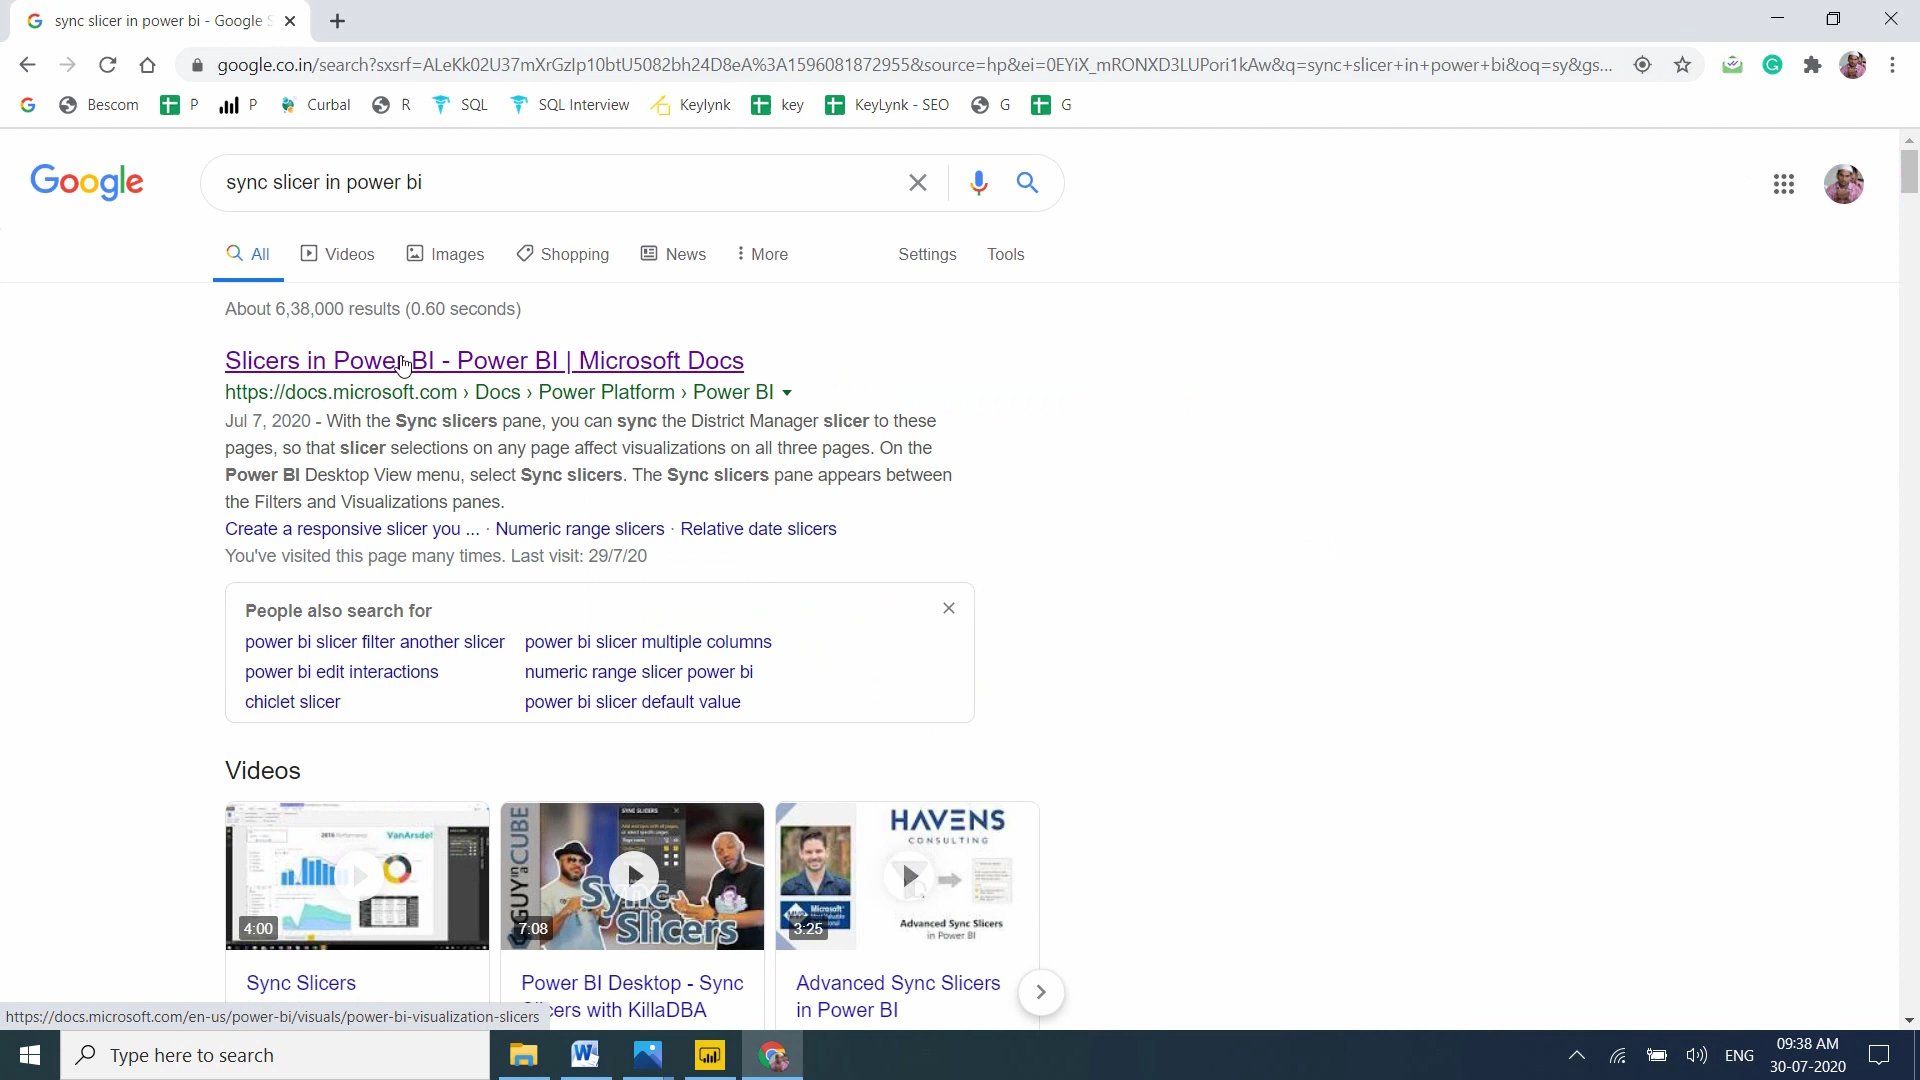 sync slicer in power bi - Google S
google.co.in/search?sxsrf=ALeKk02U37mXrGzIp10btU5082bh24D8eA%3A1596081872955&source=hp&ei=0EYiX_mRONXD3LUPori1kAw&q=sync+slicer+in+power+bi&oq=sy&gs...
Bescom P P Curbal R SQL SQL Interview Keylynk key KeyLynk - SEO G G
Google
sync slicer in power bi
All Videos Images Shopping News More Settings Tools
About 6,38,000 results (0.60 seconds)
Slicers in Power BI - Power BI | Microsoft Docs
https://docs.microsoft.com › Docs › Power Platform › Power BI
Jul 7, 2020 - With the Sync slicers pane, you can sync the District Manager slicer to these
pages, so that slicer selections on any page affect visualizations on all three pages. On the
Power BI Desktop View menu, select Sync slicers. The Sync slicers pane appears between
the Filters and Visualizations panes.
Create a responsive slicer you ... · Numeric range slicers · Relative date slicers
You've visited this page many times. Last visit: 29/7/20
People also search for
power bi slicer filter another slicer power bi slicer multiple columns
power bi edit interactions numeric range slicer power bi
chiclet slicer power bi slicer default value
Videos
VanArsdel
4:00
GUY IN A CUBE
SYNC SLICERS
Sync
Slicers
7:08
HAVENS
CONSULTING
Microsoft
Advanced Sync Slicers
in Power BI
3:25
Sync Slicers Power BI Desktop - Sync Advanced Sync Slicers
cers with KillaDBA in Power BI
https://docs.microsoft.com/en-us/power-bi/visuals/power-bi-visualization-slicers
Type here to search
ENG
09:38 AM
30-07-2020